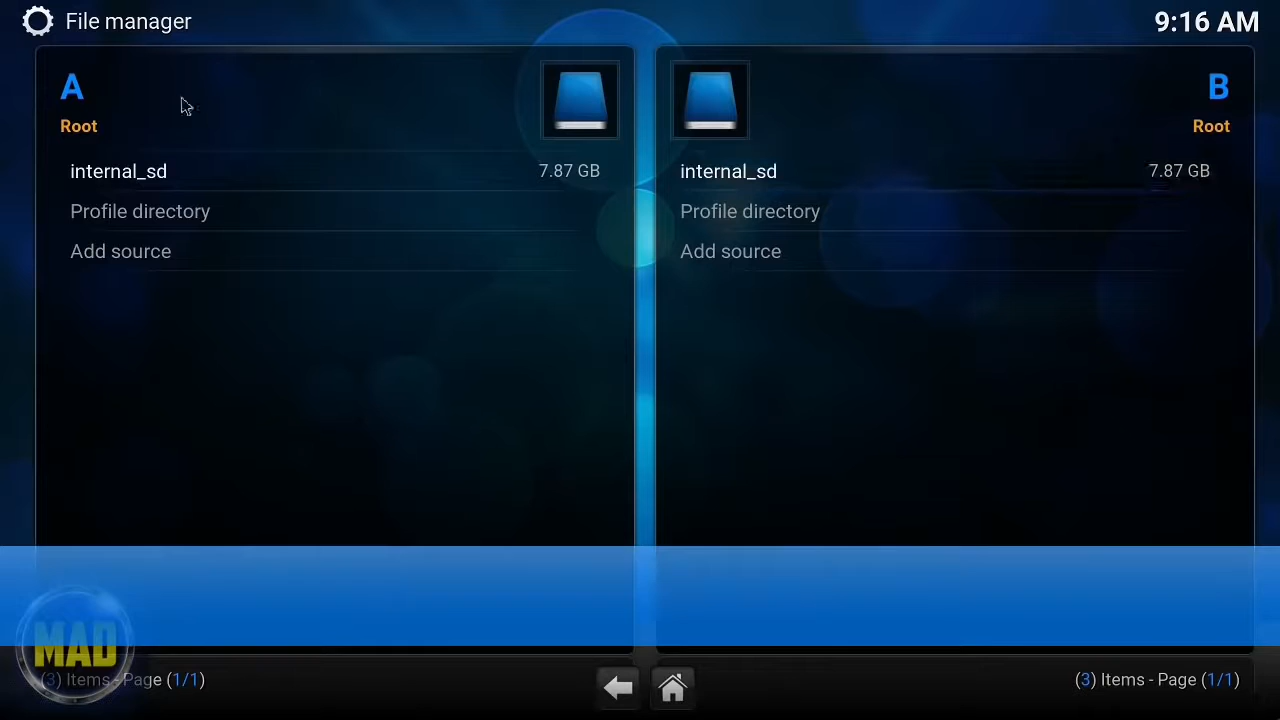 File manager
9:16 AM
A
Root
internal_sd 7.87 GB
Profile directory
Add source
B
Root
internal_sd 7.87 GB
Profile directory
Add source
MAD
(3) Items - Page (1/1)
(3) Items - Page (1/1)